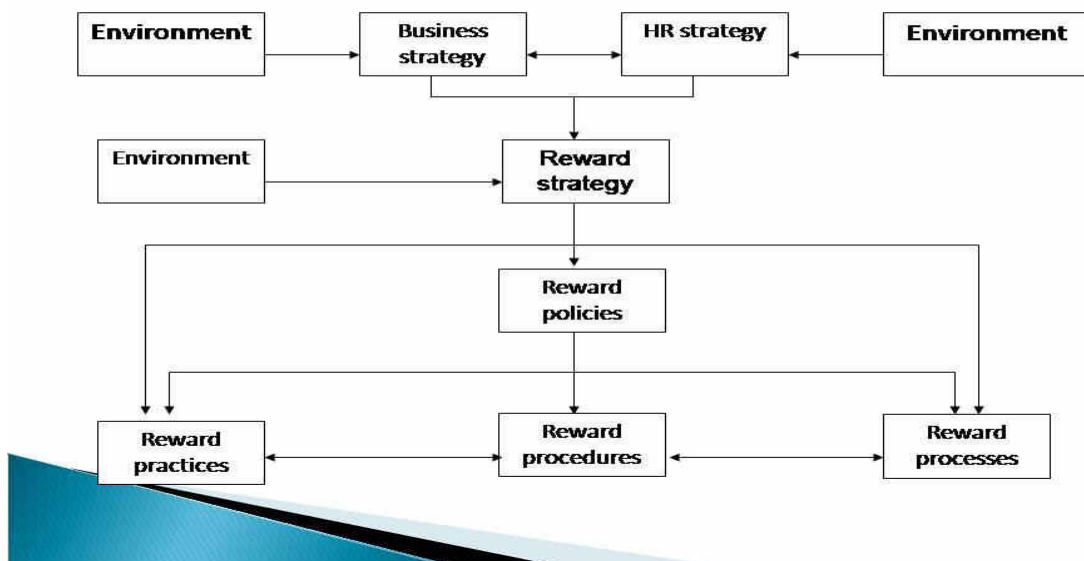 Environment
Business
strategy
HR strategy
Environment
Environment
Reward
strategy
Reward
policies
Reward
practices
Reward
procedures
Reward
processes